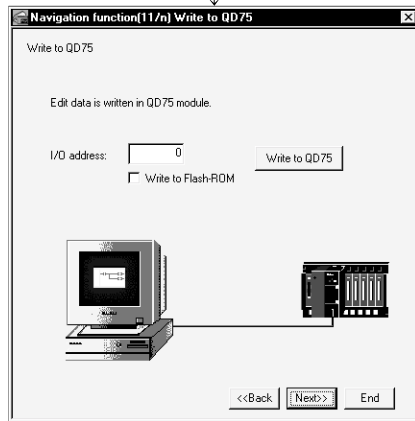 Navigation function(11/n) Write to QD75
Write to QD75
Edit data is written in QD75 module.
I/O address: 0 Write to QD75
Write to Flash-ROM
<<Back Next>> End